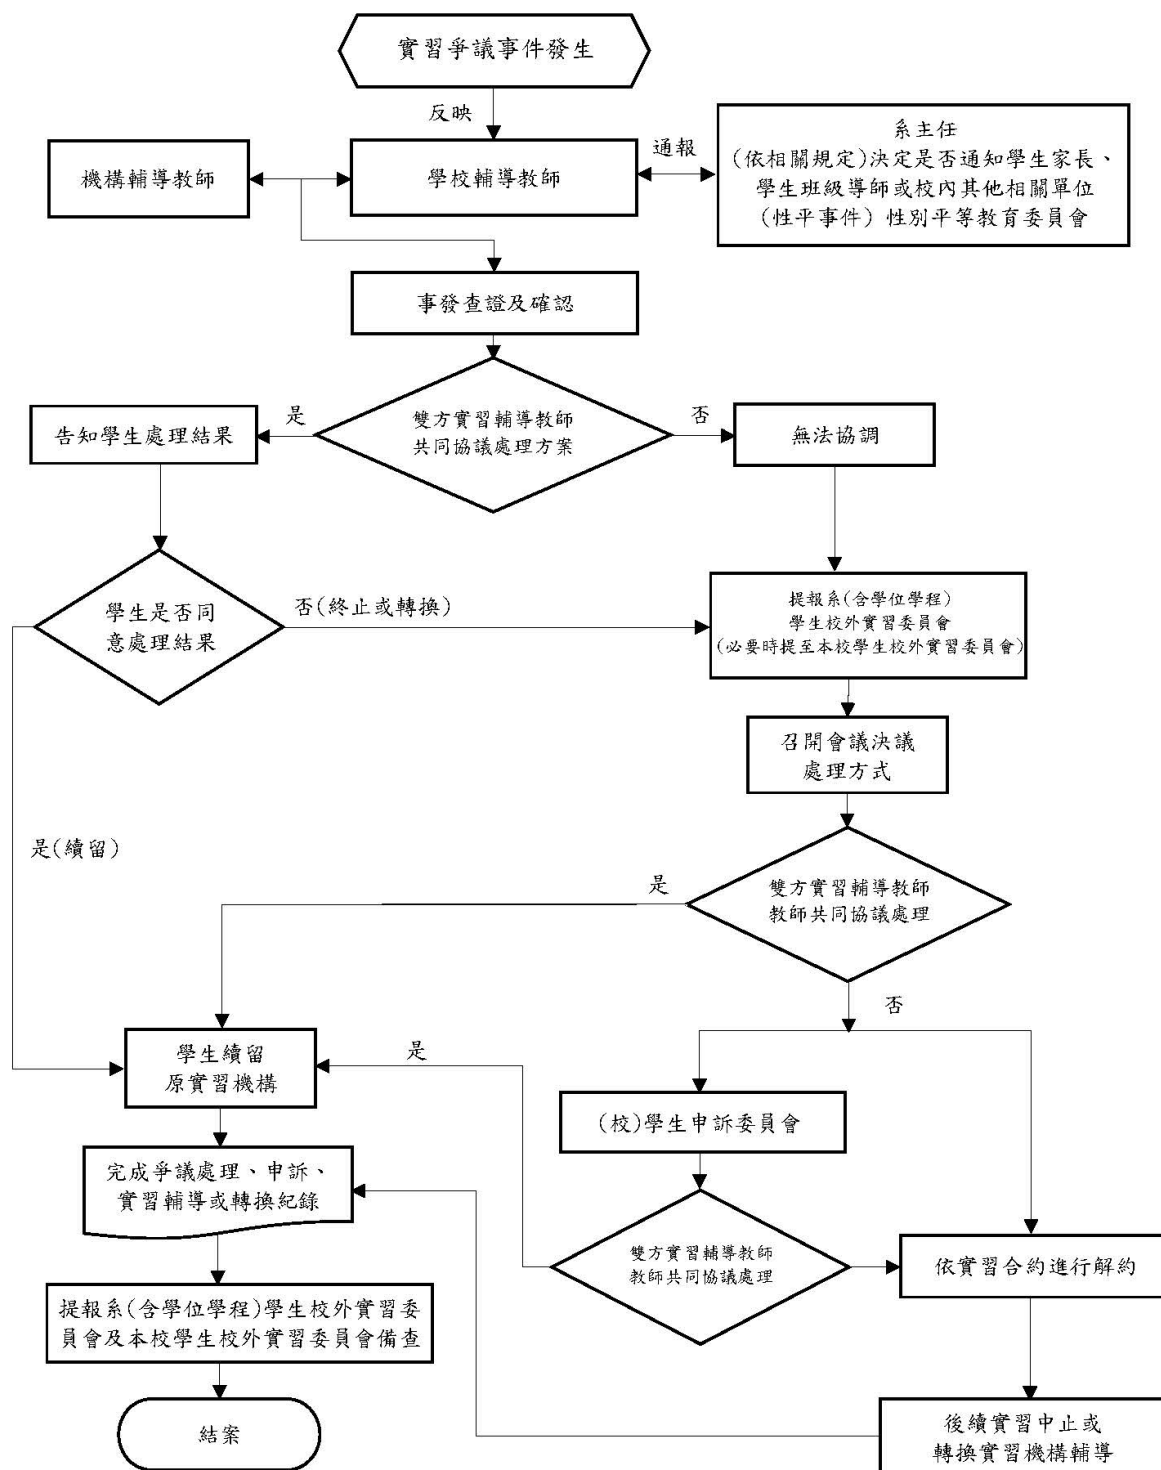 實習爭議事件發生
反映
機構輔導教師
學校輔導教師
通報
系主任
(依相關規定)決定是否通知學生家長、
學生班級導師或校內其他相關單位
(性平事件) 性別平等教育委員會
事發查證及確認
告知學生處理結果
是
雙方實習輔導教師
共同協議處理方案
否
無法協調
學生是否同
意處理結果
否(終止或轉換)
提報系(含學位學程)
學生校外實習委員會
(必要時提至本校學生校外實習委員會)
召開會議決議
處理方式
是(續留)
是
雙方實習輔導教師
教師共同協議處理
否
學生續留
原實習機構
是
(校)學生申訴委員會
完成爭議處理、申訴、
實習輔導或轉換紀錄
雙方實習輔導教師
教師共同協議處理
依實習合約進行解約
提報系(含學位學程)學生校外實習委
員會及本校學生校外實習委員會備查
結案
後續實習中止或
轉換實習機構輔導